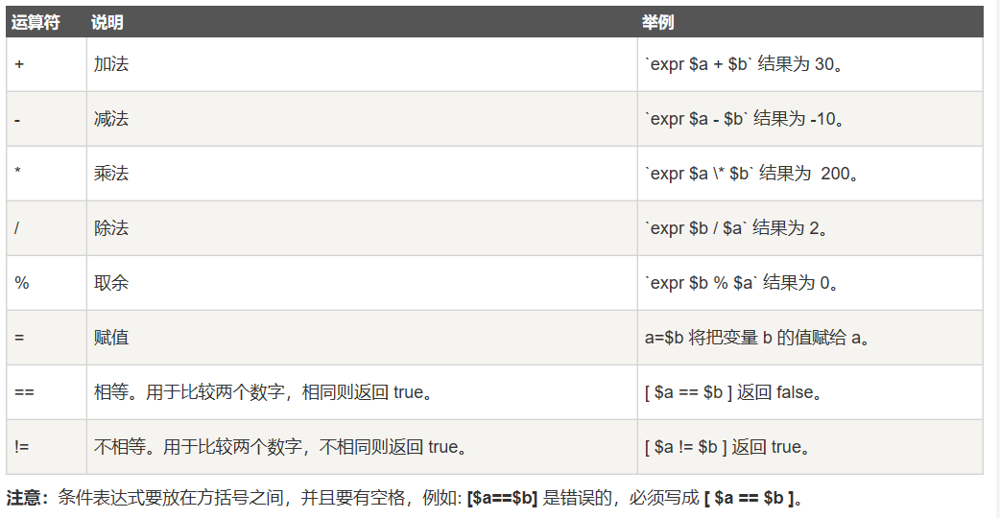 运算符 说明 举例
+ 加法 `expr $a + $b` 结果为 30。
- 减法 `expr $a - $b` 结果为 -10。
* 乘法 `expr $a \* $b` 结果为  200。
/ 除法 `expr $b / $a` 结果为 2。
% 取余 `expr $b % $a` 结果为 0。
= 赋值 a=$b 将把变量 b 的值赋给 a。
== 相等。用于比较两个数字，相同则返回 true。 [ $a == $b ] 返回 false。
!= 不相等。用于比较两个数字，不相同则返回 true。 [ $a != $b ] 返回 true。
注意：条件表达式要放在方括号之间，并且要有空格，例如: [$a==$b] 是错误的，必须写成 [ $a == $b ]。